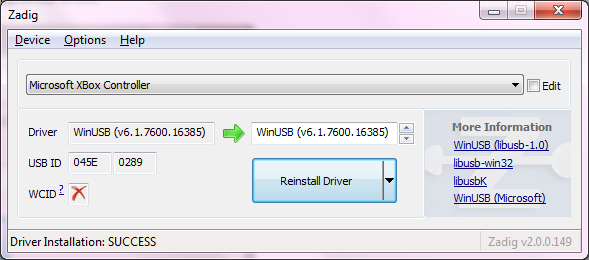 Zadig
Device Options Help
Microsoft XBox Controller Edit
Driver WinUSB (v6.1.7600.16385) WinUSB (v6.1.7600.16385)
USB ID 045E 0289
WCID ?
Reinstall Driver
More Information
WinUSB (libusb-1.0)
libusb-win32
libusbK
WinUSB (Microsoft)
Driver Installation: SUCCESS Zadig v2.0.0.149